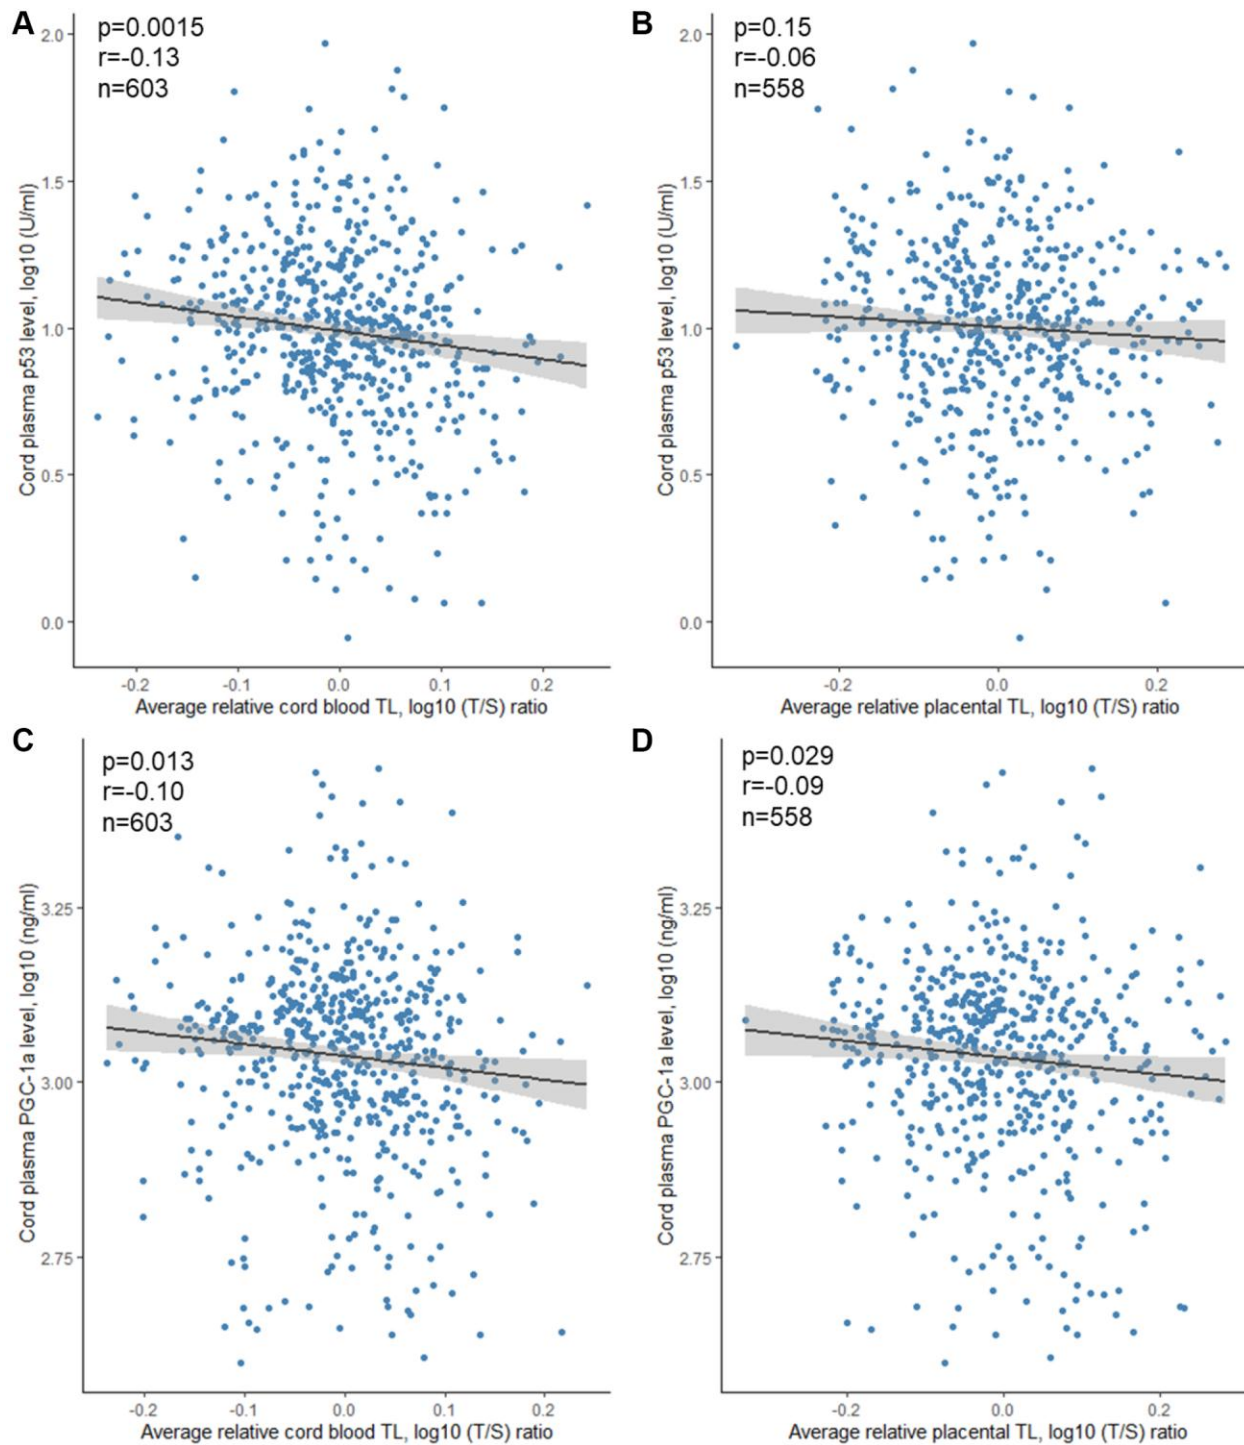 A
p=0.0015
r=-0.13
n=603
2.0
1.5
1.0
0.5
0.0
Cord plasma p53 level, log10 (U/ml)
-0.2 -0.1 0.0 0.1 0.2
Average relative cord blood TL, log10 (T/S) ratio
B
p=0.15
r=-0.06
n=558
2.0
1.5
1.0
0.5
0.0
Cord plasma p53 level, log10 (U/ml)
-0.2 0.0 0.2
Average relative placental TL, log10 (T/S) ratio
C
p=0.013
r=-0.10
n=603
3.25
3.00
2.75
Cord plasma PGC-1a level, log10 (ng/ml)
-0.2 -0.1 0.0 0.1 0.2
Average relative cord blood TL, log10 (T/S) ratio
D
p=0.029
r=-0.09
n=558
3.25
3.00
2.75
Cord plasma PGC-1a level, log10 (ng/ml)
-0.2 0.0 0.2
Average relative placental TL, log10 (T/S) ratio